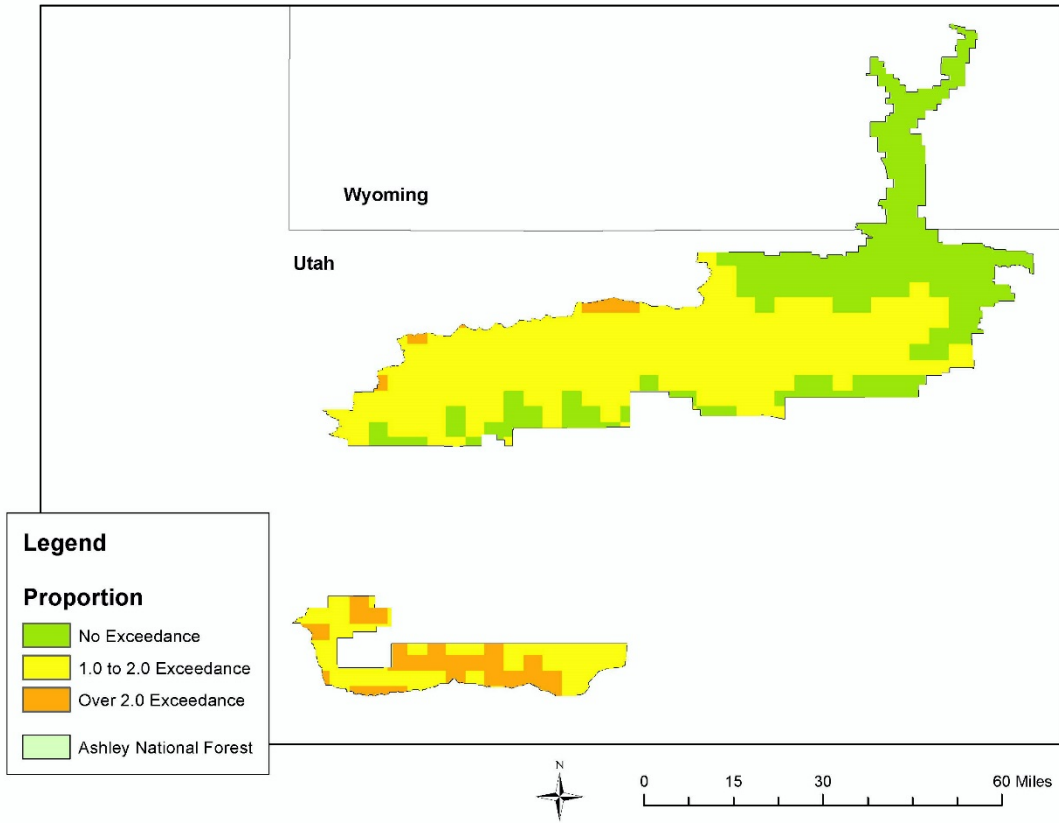 Wyoming
Utah
Legend
Proportion
No Exceedance
1.0 to 2.0 Exceedance
Over 2.0 Exceedance
Ashley National Forest
N
0 15 30 60 Miles